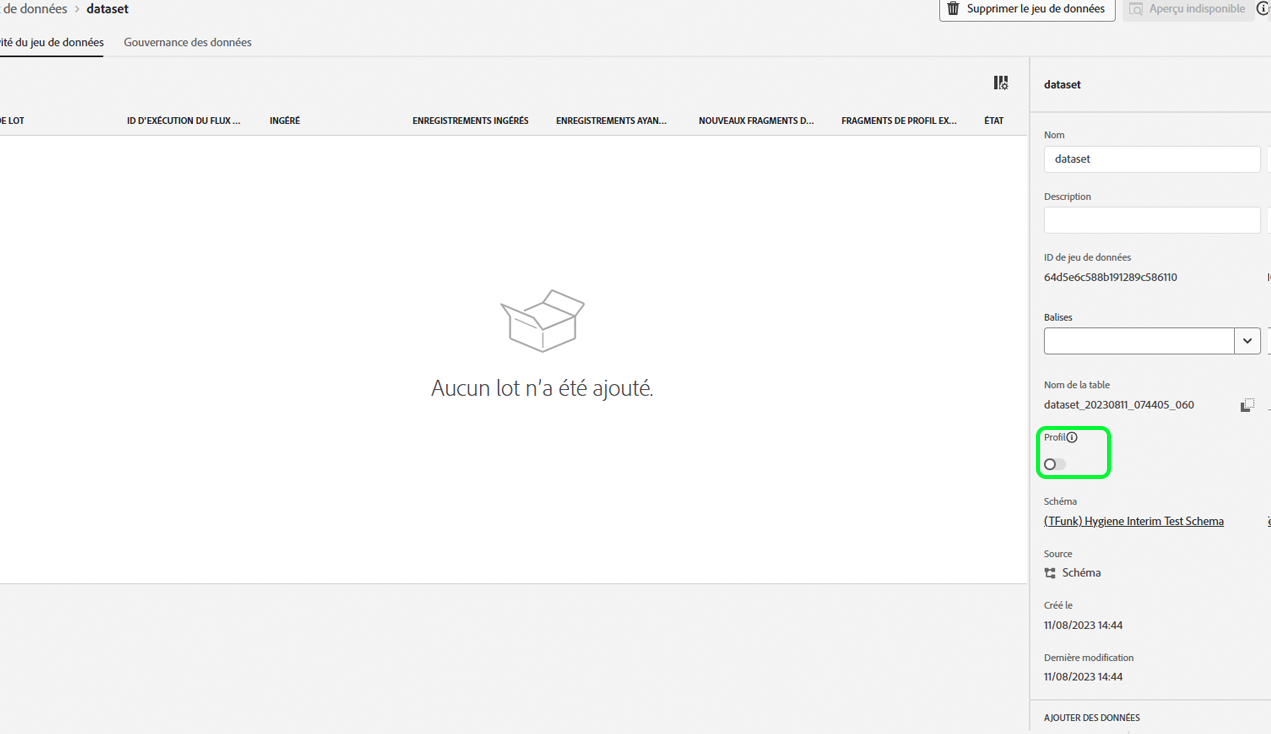 de données > dataset
Supprimer le jeu de données
Aperçu indisponible
ité du jeu de données
Gouvernance des données
DE LOT
ID D'EXÉCUTION DU FLUX ...
INGÉRÉ
ENREGISTREMENTS INGÉRÉS
ENREGISTREMENTS AYAN...
NOUVEAUX FRAGMENTS D...
FRAGMENTS DE PROFIL EX...
ÉTAT
Aucun lot n’a été ajouté.
dataset
Nom
dataset
Description
ID de jeu de données
64d5e6c588b191289c586110
Balises
Nom de la table
dataset_20230811_074405_060
Profil
Schéma
(TFunk) Hygiene Interim Test Schema
Source
Schéma
Créé le
11/08/2023 14:44
Dernière modification
11/08/2023 14:44
AJOUTER DES DONNÉES